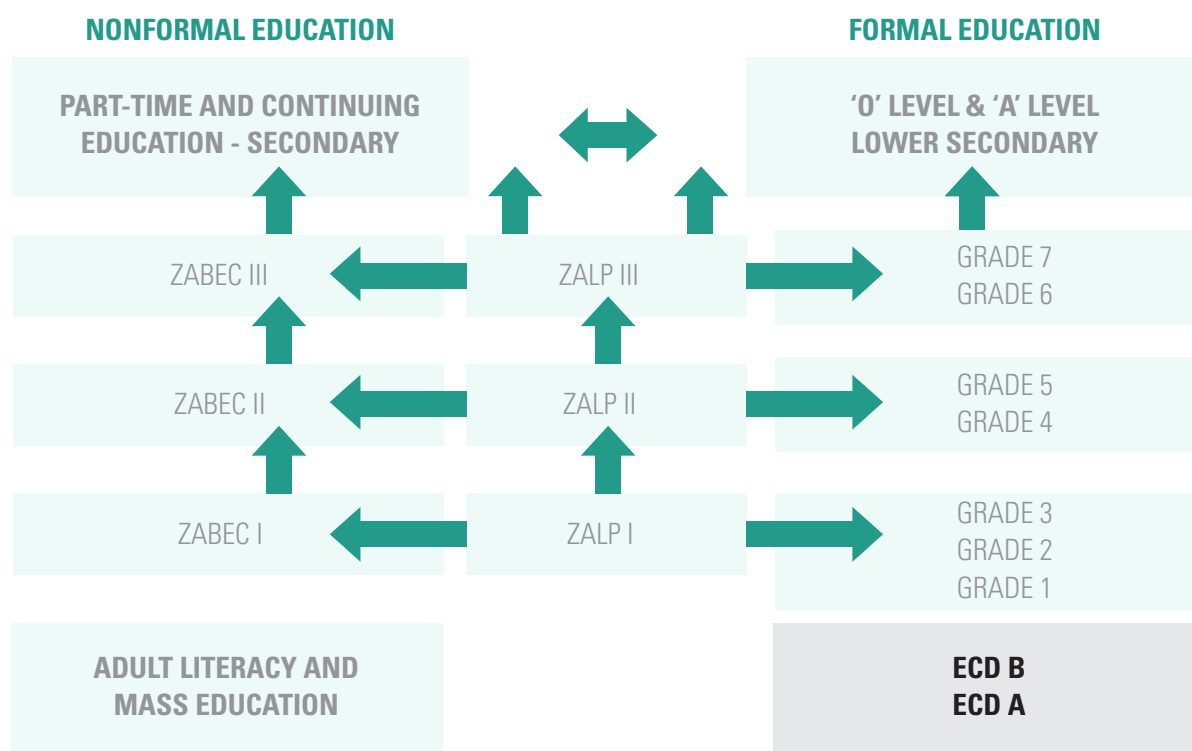 NONFORMAL EDUCATION
FORMAL EDUCATION
PART-TIME AND CONTINUING
EDUCATION - SECONDARY
‘O’ LEVEL & ‘A’ LEVEL
LOWER SECONDARY
ZABEC III
ZALP III
GRADE 7
GRADE 6
ZABEC II
ZALP II
GRADE 5
GRADE 4
ZABEC I
ZALP I
GRADE 3
GRADE 2
GRADE 1
ADULT LITERACY AND
MASS EDUCATION
ECD B
ECD A